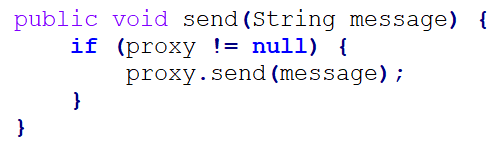 public void send(String message) {
    if (proxy != null) {
        proxy.send(message);
    }
}